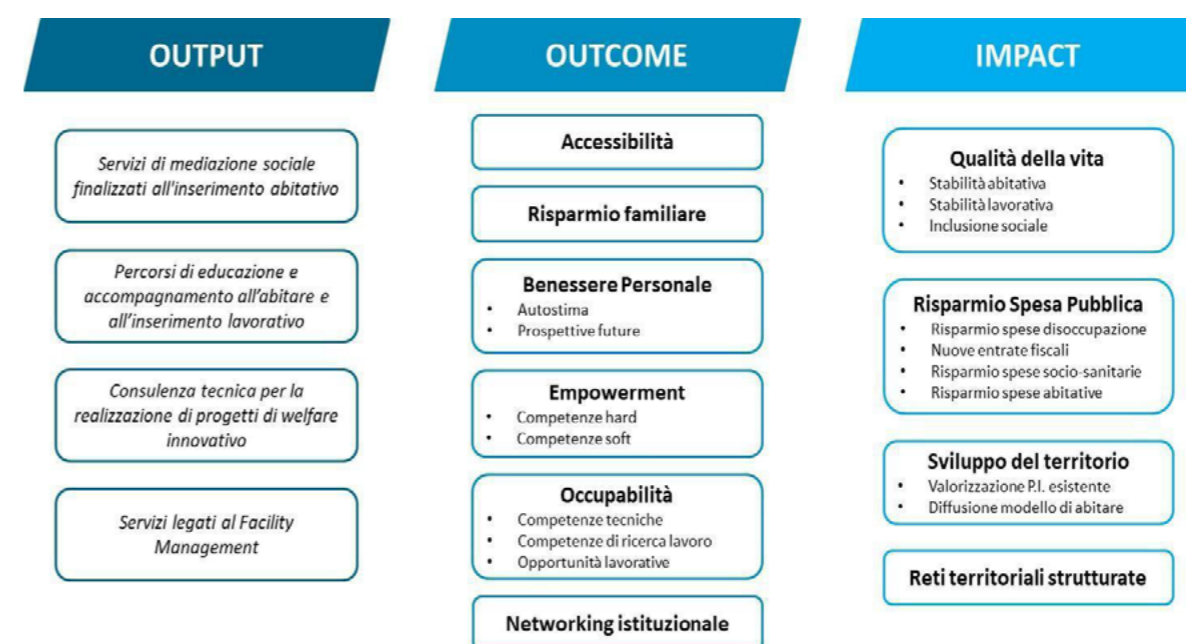 OUTPUT
Servizi di mediazione sociale
finalizzati all'inserimento abitativo
Percorsi di educazione e
accompagnamento all'abitare e
all'inserimento lavorativo
Consulenza tecnica per la
realizzazione di progetti di welfare
innovativo
Servizi legati al Facility
Management
OUTCOME
Accessibilità
Risparmio familiare
Benessere Personale
• Autostima
• Prospettive future
Empowerment
• Competenze hard
• Competenze soft
Occupabilità
• Competenze tecniche
• Competenze di ricerca lavoro
• Opportunità lavorative
Networking istituzionale
IMPACT
Qualità della vita
• Stabilità abitativa
• Stabilità lavorativa
• Inclusione sociale
Risparmio Spesa Pubblica
• Risparmio spese disoccupazione
• Nuove entrate fiscali
• Risparmio spese socio-sanitarie
• Risparmio spese abitative
Sviluppo del territorio
• Valorizzazione P.I. esistente
• Diffusione modello di abitare
Reti territoriali strutturate